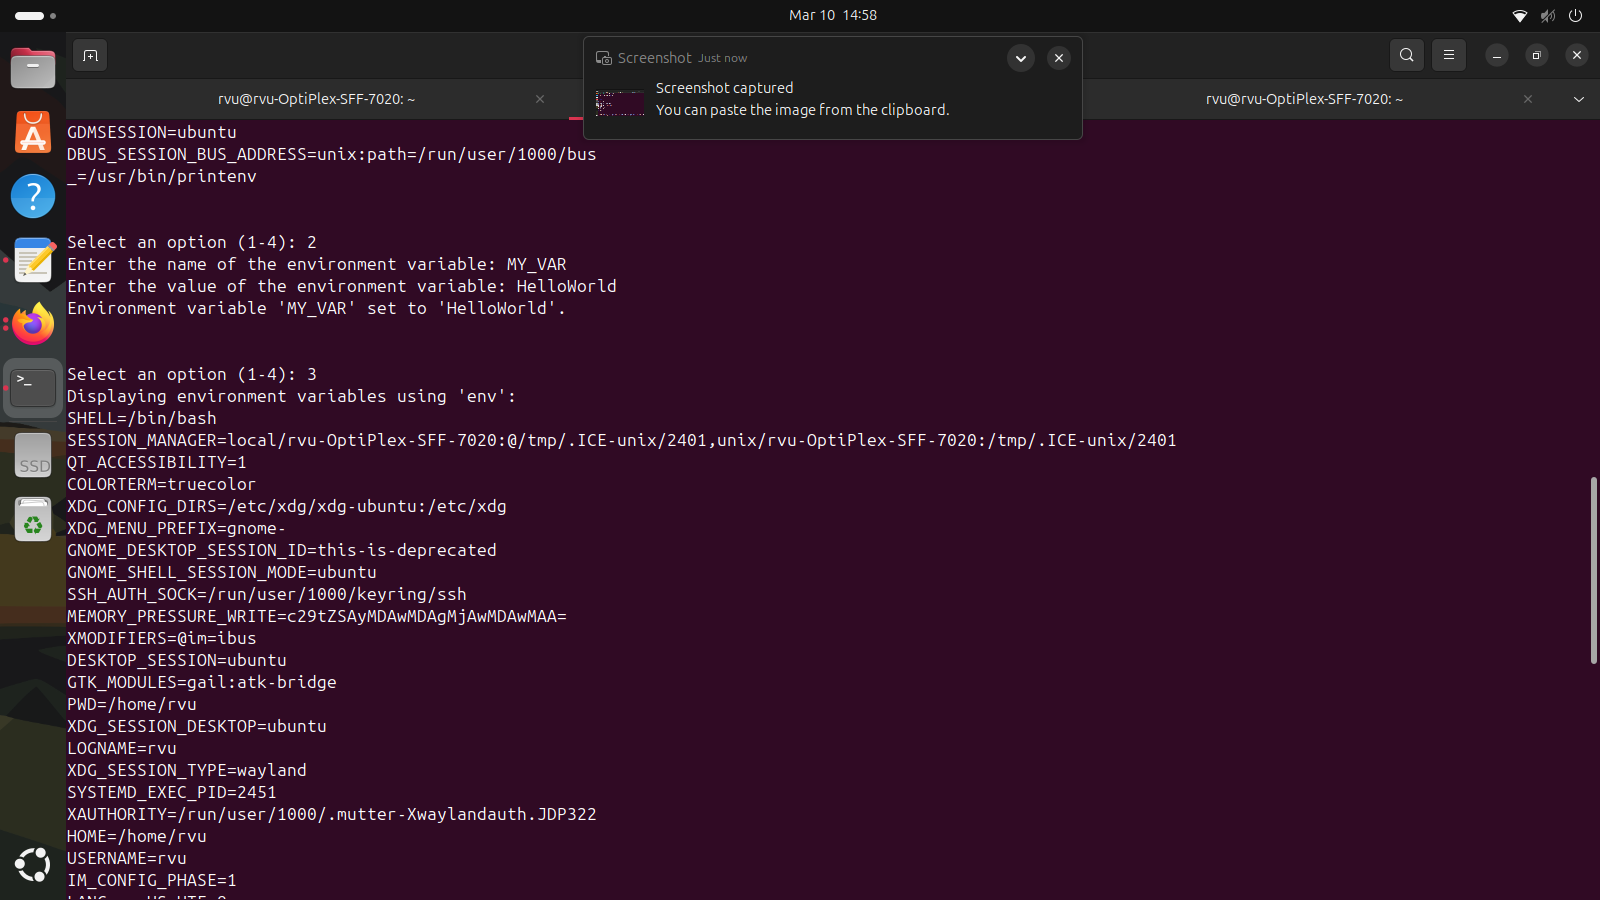 Mar 10 14:58
Screenshot Just now
Screenshot captured
You can paste the image from the clipboard.
rvu@rvu-OptiPlex-SFF-7020: ~
rvu@rvu-OptiPlex-SFF-7020: ~
GDMSESSION=ubuntu
DBUS_SESSION_BUS_ADDRESS=unix:path=/run/user/1000/bus
_=/usr/bin/printenv
Select an option (1-4): 2
Enter the name of the environment variable: MY_VAR
Enter the value of the environment variable: HelloWorld
Environment variable 'MY_VAR' set to 'HelloWorld'.
Select an option (1-4): 3
Displaying environment variables using 'env':
SHELL=/bin/bash
SESSION_MANAGER=local/rvu-OptiPlex-SFF-7020:@/tmp/.ICE-unix/2401,unix/rvu-OptiPlex-SFF-7020:/tmp/.ICE-unix/2401
QT_ACCESSIBILITY=1
COLORTERM=truecolor
XDG_CONFIG_DIRS=/etc/xdg/xdg-ubuntu:/etc/xdg
XDG_MENU_PREFIX=gnome-
GNOME_DESKTOP_SESSION_ID=this-is-deprecated
GNOME_SHELL_SESSION_MODE=ubuntu
SSH_AUTH_SOCK=/run/user/1000/keyring/ssh
MEMORY_PRESSURE_WRITE=c29tZSAyMDAwMDAgMjAwMDAwMAA=
XMODIFIERS=@im=ibus
DESKTOP_SESSION=ubuntu
GTK_MODULES=gail:atk-bridge
PWD=/home/rvu
XDG_SESSION_DESKTOP=ubuntu
LOGNAME=rvu
XDG_SESSION_TYPE=wayland
SYSTEMD_EXEC_PID=2451
XAUTHORITY=/run/user/1000/.mutter-Xwaylandauth.JDP322
HOME=/home/rvu
USERNAME=rvu
IM_CONFIG_PHASE=1
SSD